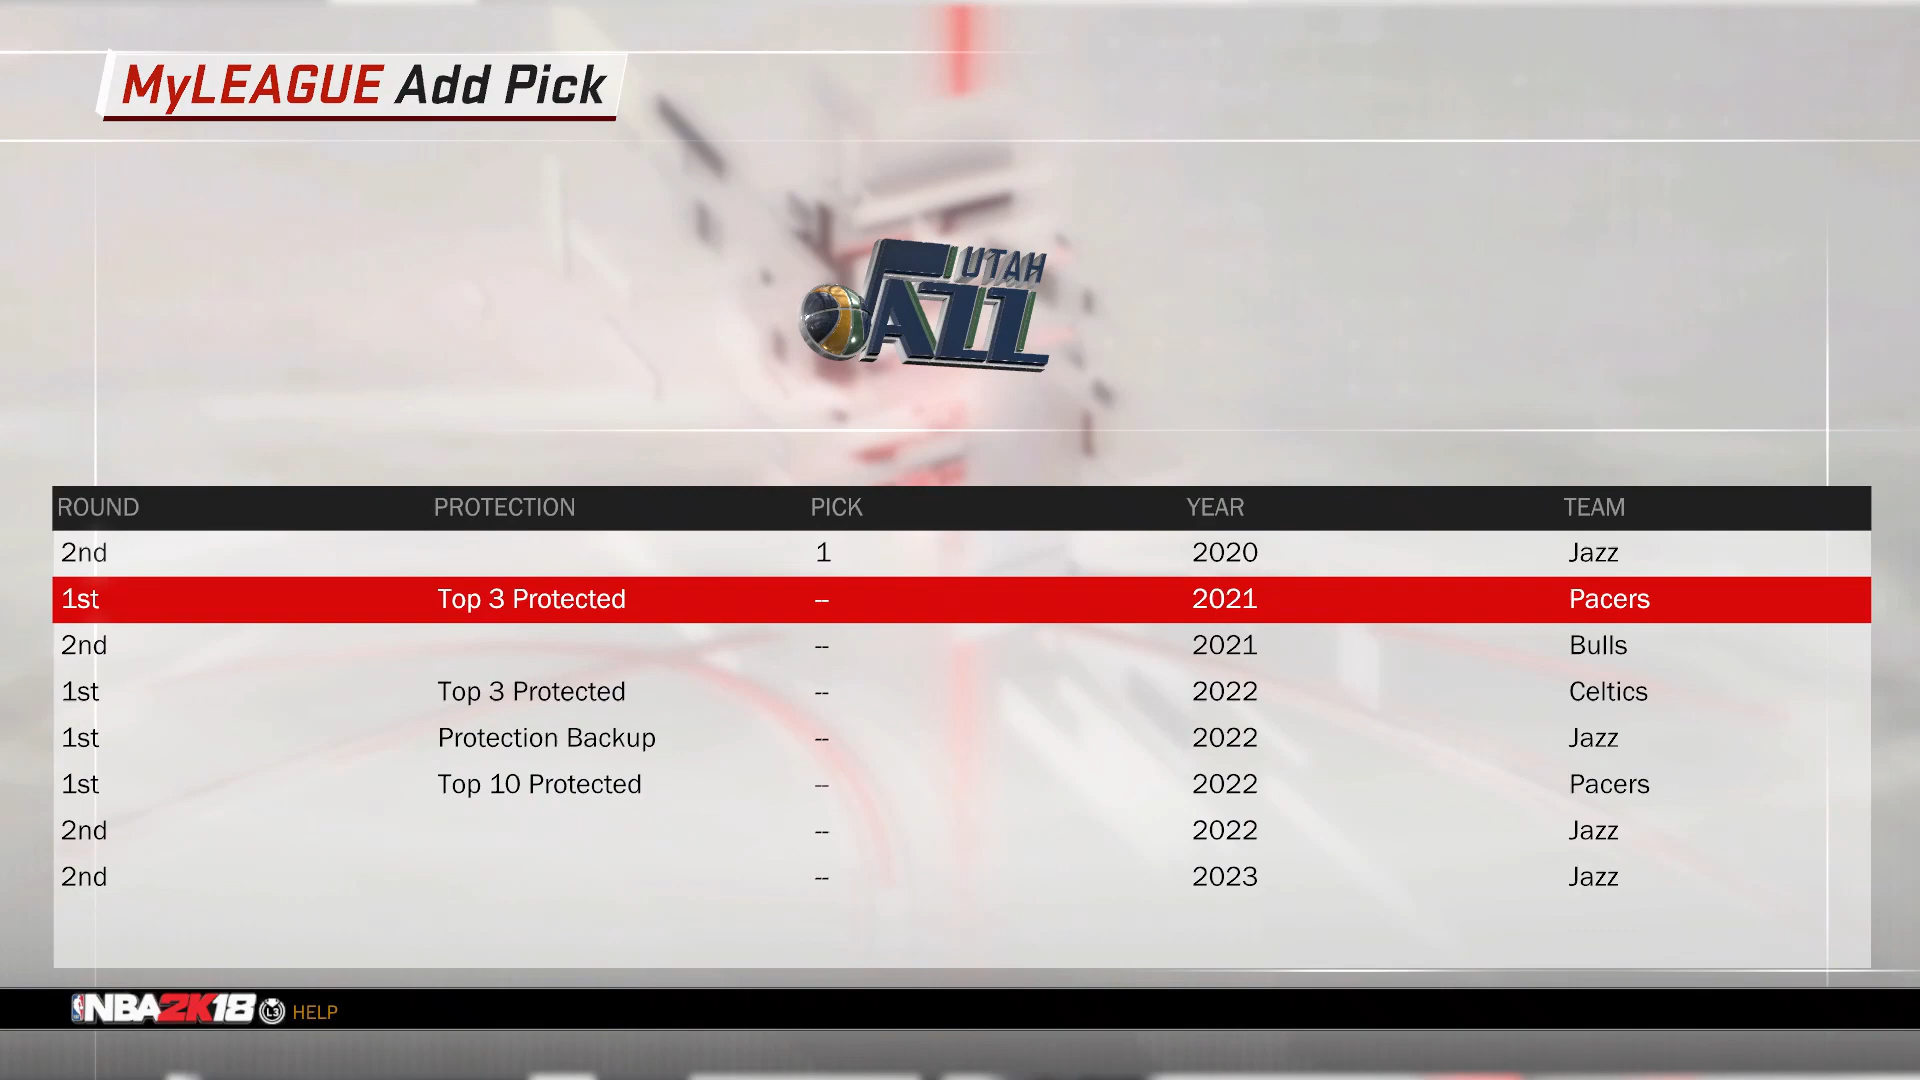 MyLEAGUE Add Pick
UTAH
JAZZ
ROUND PROTECTION PICK YEAR TEAM
2nd 1 2020 Jazz
1st Top 3 Protected -- 2021 Pacers
2nd -- 2021 Bulls
1st Top 3 Protected -- 2022 Celtics
1st Protection Backup -- 2022 Jazz
1st Top 10 Protected -- 2022 Pacers
2nd -- 2022 Jazz
2nd -- 2023 Jazz
NBA2K18 L3 HELP